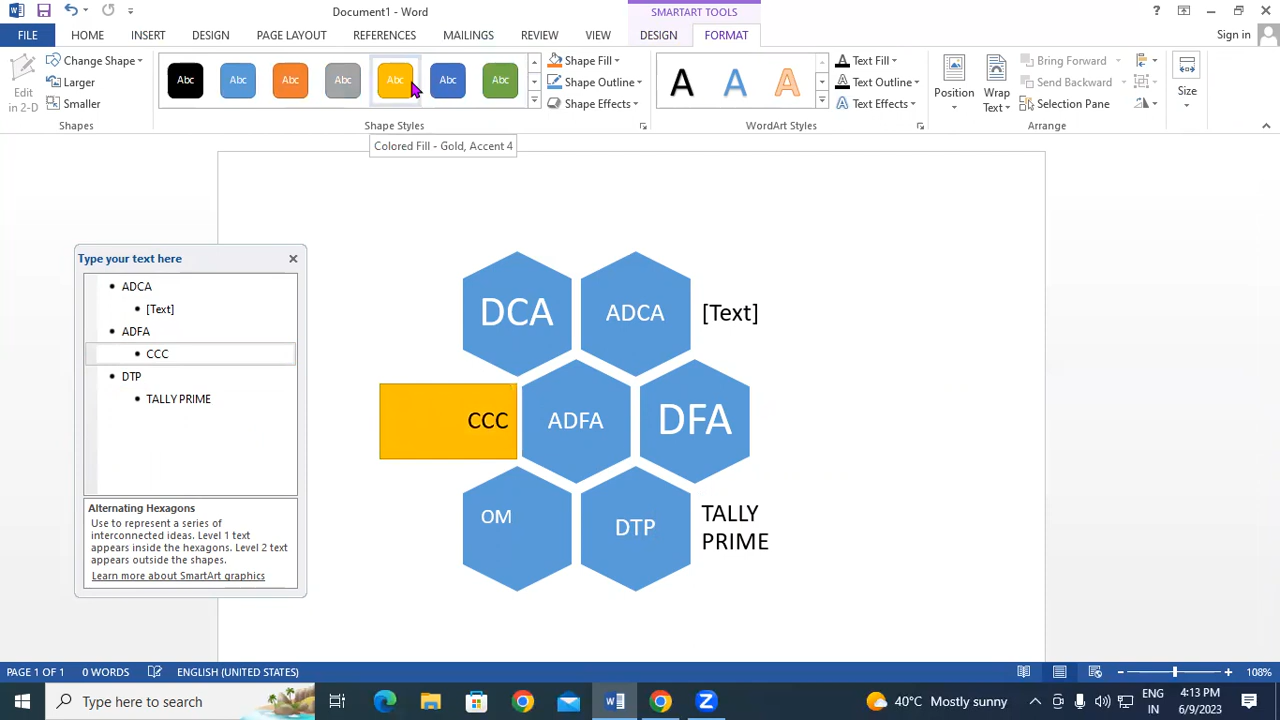 Document1 - Word
SMARTART TOOLS
?
FILE
HOME
INSERT
DESIGN
PAGE LAYOUT
REFERENCES
MAILINGS
REVIEW
VIEW
DESIGN
FORMAT
Sign in
Edit
in 2-D
Change Shape
Larger
Smaller
Shapes
Abc
Abc
Abc
Abc
Abc
Abc
Abc
Shape Styles
Shape Fill
Shape Outline
Shape Effects
A
A
A
WordArt Styles
Text Fill
Text Outline
Text Effects
Position
Wrap
Text
Bring Forward
Send Backward
Selection Pane
Arrange
Size
Colored Fill - Gold, Accent 4
Type your text here
ADCA
[Text]
ADFA
CCC
DTP
TALLY PRIME
Alternating Hexagons
Use to represent a series of
interconnected ideas. Level 1 text
appears inside the hexagons. Level 2 text
appears outside the shapes.
Learn more about SmartArt graphics
DCA
ADCA
[Text]
CCC
ADFA
DFA
OM
DTP
TALLY
PRIME
PAGE 1 OF 1
0 WORDS
ENGLISH (UNITED STATES)
108%
Type here to search
40°C Mostly sunny
ENG
IN
4:13 PM
6/9/2023